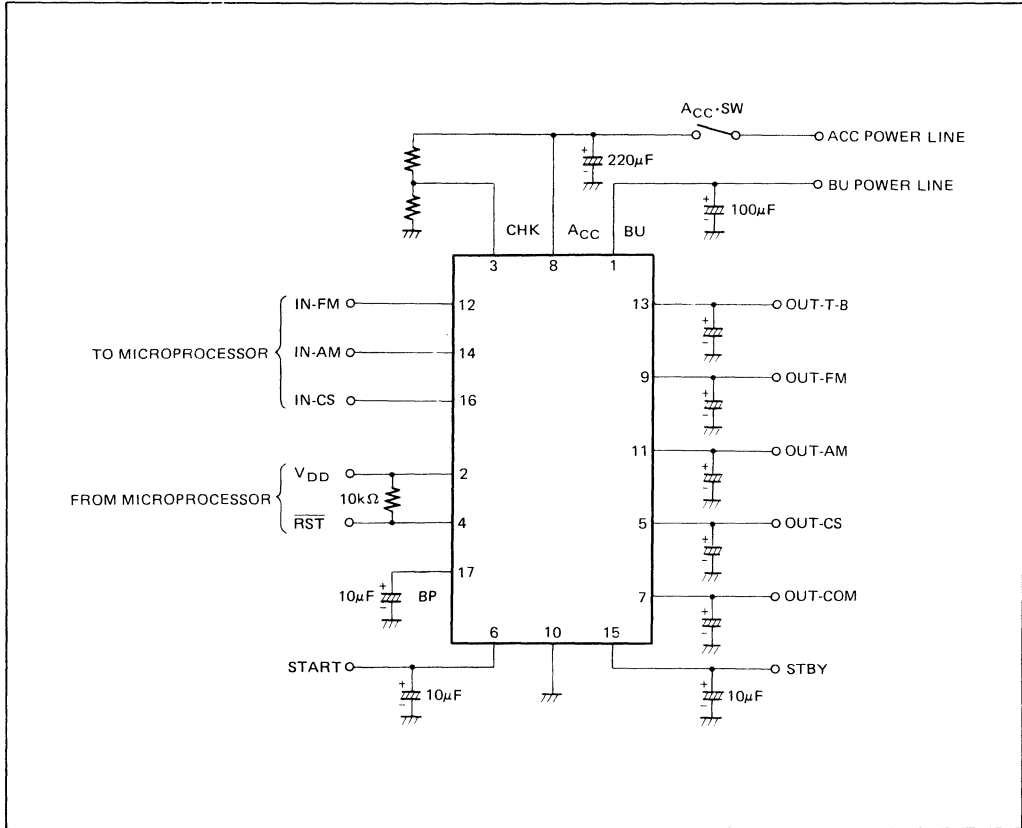 ACC·SW
ACC POWER LINE
+
-
220μF
BU POWER LINE
+
-
100μF
CHK
ACC
BU
3
8
1
IN-FM
12
13
OUT-T-B
+
-
TO MICROPROCESSOR
IN-AM
14
9
OUT-FM
+
-
IN-CS
16
11
OUT-AM
+
-
FROM MICROPROCESSOR
VDD
2
10kΩ
RST
4
5
OUT-CS
+
-
17
10μF
+
-
BP
7
OUT-COM
+
-
6
10
15
START
STBY
+
-
10μF
+
-
10μF